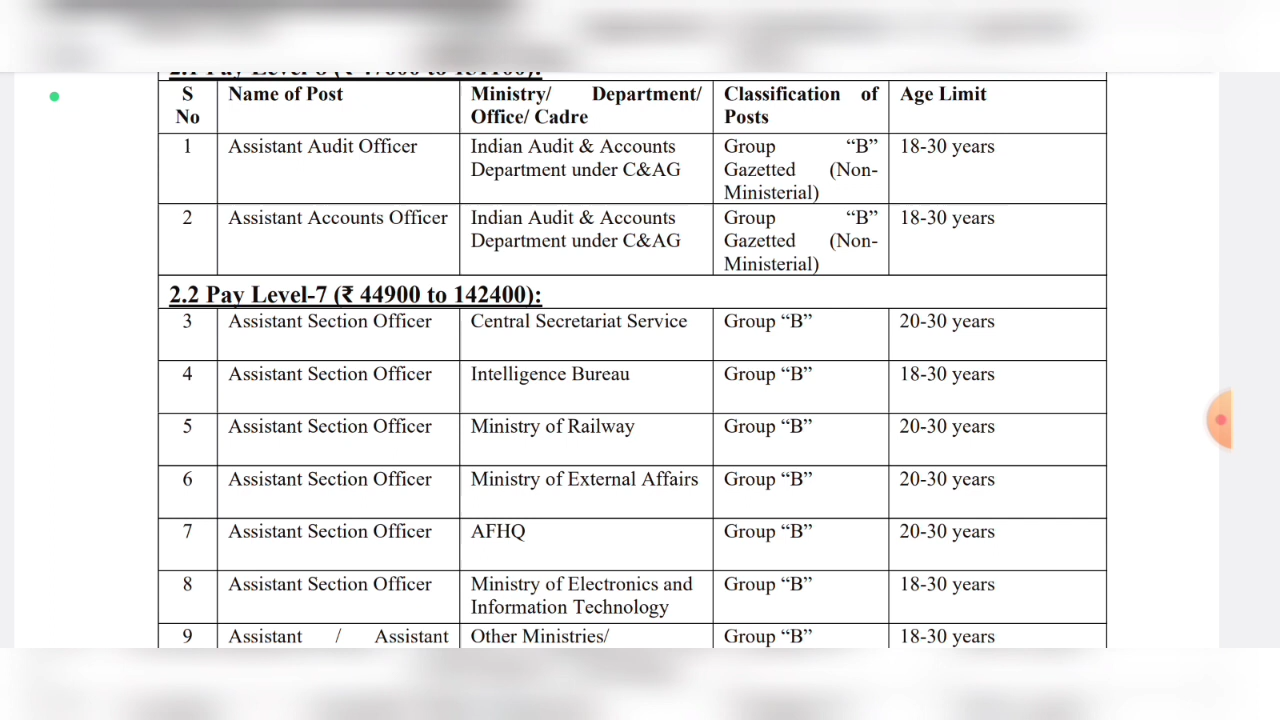 S No
Name of Post
Ministry/ Department/
Office/ Cadre
Classification of
Posts
Age Limit
1
Assistant Audit Officer
Indian Audit & Accounts
Department under C&AG
Group “B”
Gazetted (Non-
Ministerial)
18-30 years
2
Assistant Accounts Officer
Indian Audit & Accounts
Department under C&AG
Group “B”
Gazetted (Non-
Ministerial)
18-30 years
2.2 Pay Level-7 (₹ 44900 to 142400):
3
Assistant Section Officer
Central Secretariat Service
Group “B”
20-30 years
4
Assistant Section Officer
Intelligence Bureau
Group “B”
18-30 years
5
Assistant Section Officer
Ministry of Railway
Group “B”
20-30 years
6
Assistant Section Officer
Ministry of External Affairs
Group “B”
20-30 years
7
Assistant Section Officer
AFHQ
Group “B”
20-30 years
8
Assistant Section Officer
Ministry of Electronics and
Information Technology
Group “B”
18-30 years
9
Assistant / Assistant
Other Ministries/
Group “B”
18-30 years